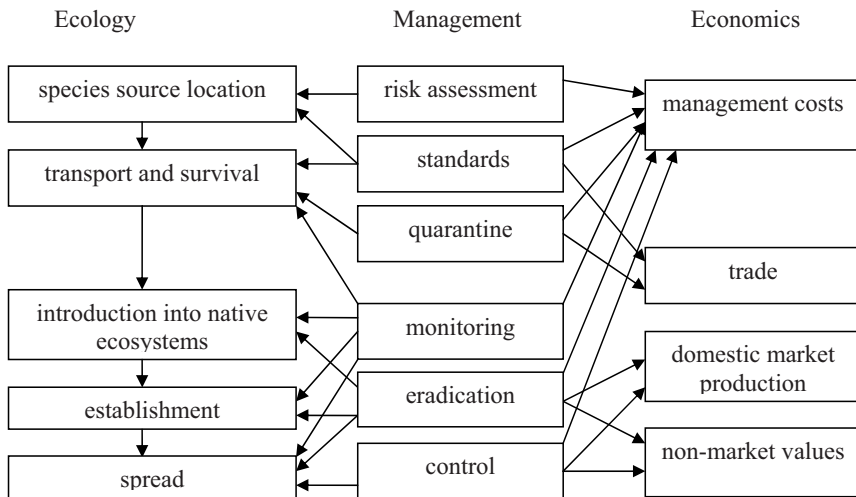 Ecology
Management
Economics
species source location
risk assessment
management costs
transport and survival
standards
quarantine
trade
introduction into native
ecosystems
monitoring
domestic market
production
establishment
eradication
non-market values
spread
control